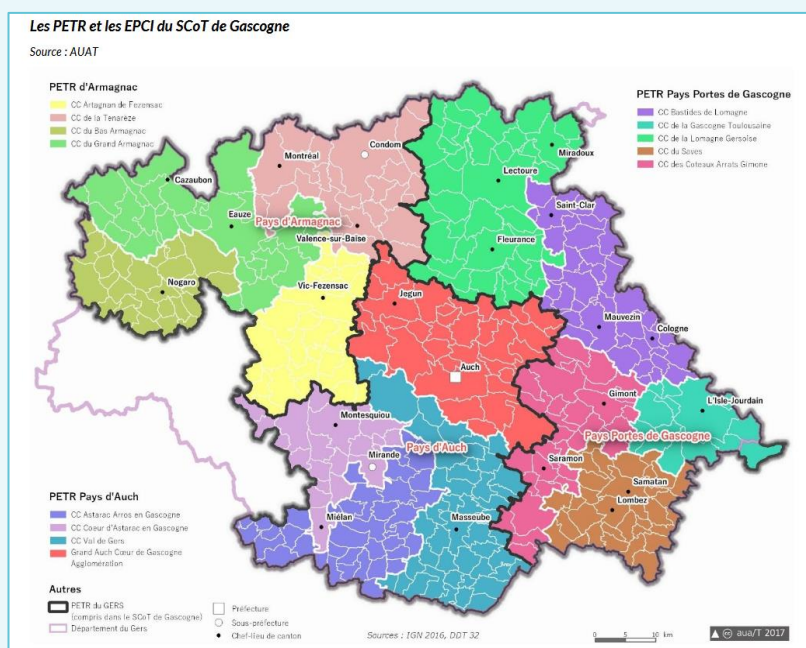 Les PETR et les EPCI du SCoT de Gascogne
Source : AUAT
PETR d'Armagnac
CC Artagnan de Fezensac
CC de la Tenarèze
CC du Bas Armagnac
CC du Grand Armagnac
PETR Pays Portes de Gascogne
CC Bastides de Lomagne
CC de la Gascogne Toulousaine
CC de la Lomagne Gersoise
CC du Saves
CC des Coteaux Arrats Gimone
Condom
Montréal
Miradoux
Lectoure
Cazaubon
Saint-Clar
Eauze
Pays d'Armagnac
Valence-sur-Baise
Fleurance
Nogaro
Vic-Fezensac
Jegun
Mauvezin
Cologne
Auch
Gimont
L'Isle-Jourdain
Montesquiou
Pays d'Auch
Pays Portes de Gascogne
Mirande
Saramon
Samatan
Lombez
Miélan
Masseube
PETR Pays d'Auch
CC Astarac Arros en Gascogne
CC Coeur d'Astarac en Gascogne
CC Val de Gers
Grand Auch Cœur de Gascogne
Agglomération
Autres
PETR du GERS
(compris dans le SCoT de Gascogne)
Département du Gers
Préfecture
Sous-préfecture
Chef-lieu de canton
Sources : IGN 2016, DDT 32
0 5 10 km
cc aua/T 2017